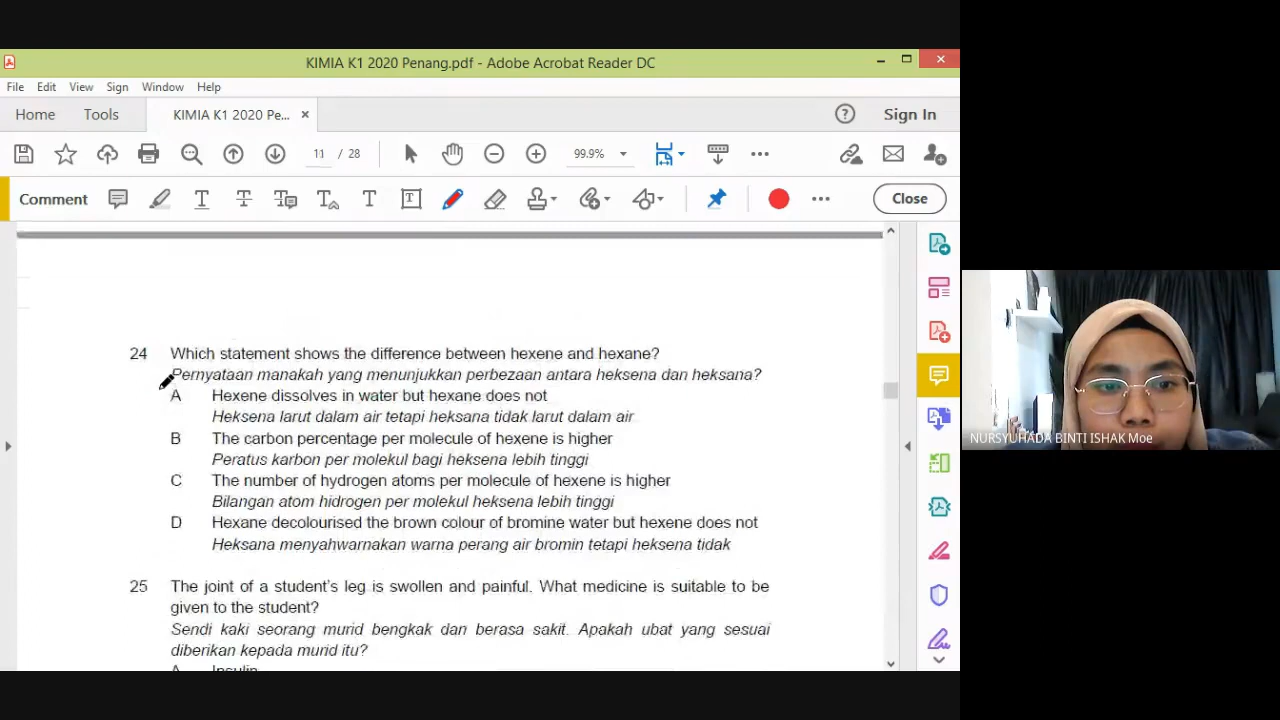 KIMIA K1 2020 Penang.pdf - Adobe Acrobat Reader DC
File Edit View Sign Window Help
Home Tools KIMIA K1 2020 Pe... × Sign In
11 / 28 99.9%
Comment Close
24 Which statement shows the difference between hexene and hexane?
Pernyataan manakah yang menunjukkan perbezaan antara heksena dan heksana?
A Hexene dissolves in water but hexane does not
Heksena larut dalam air tetapi heksana tidak larut dalam air
B The carbon percentage per molecule of hexene is higher
Peratus karbon per molekul bagi heksena lebih tinggi
C The number of hydrogen atoms per molecule of hexene is higher
Bilangan atom hidrogen per molekul heksena lebih tinggi
D Hexane decolourised the brown colour of bromine water but hexene does not
Heksana menyahwarnakan warna perang air bromin tetapi heksena tidak
25 The joint of a student's leg is swollen and painful. What medicine is suitable to be
given to the student?
Sendi kaki seorang murid bengkak dan berasa sakit. Apakah ubat yang sesuai
diberikan kepada murid itu?
A Insulin
NURSYUHADA BINTI ISHAK Moe